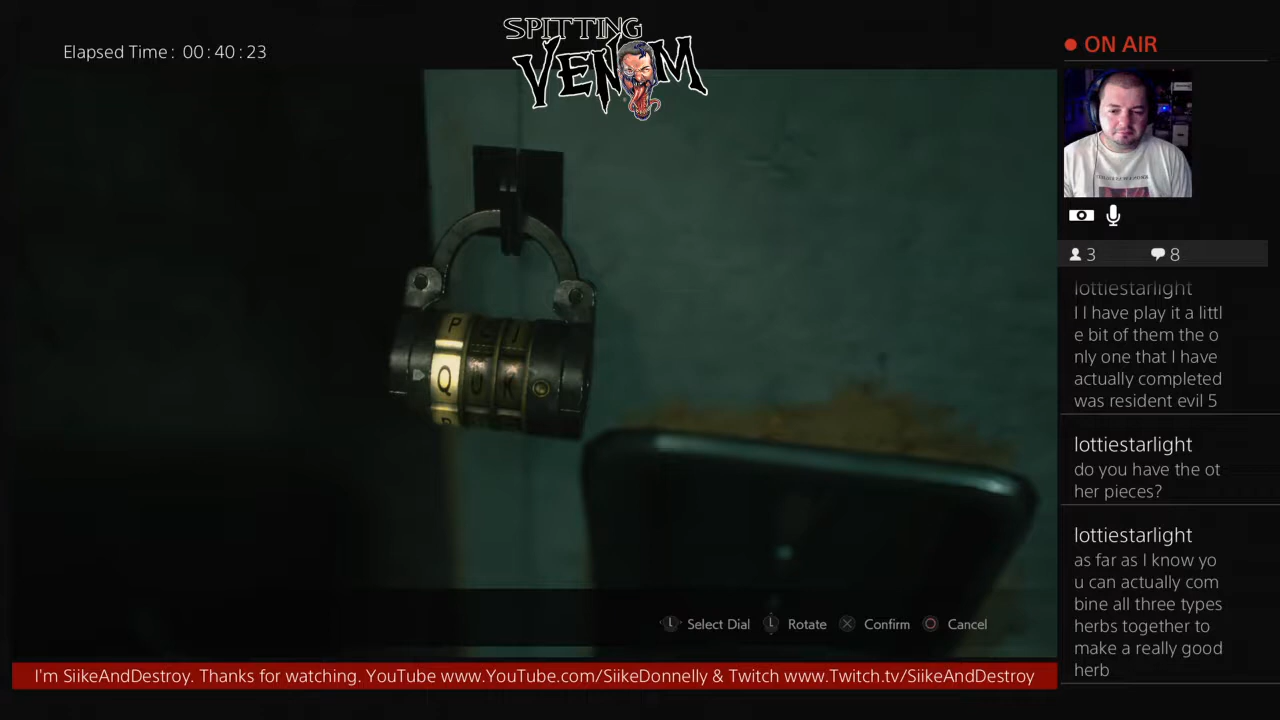 Elapsed Time: 00:40:23
SPITTING
VENOM
ON AIR
3 8
lottiestarlight
I I have play it a littl
e bit of them the o
nly one that I have
actually completed
was resident evil 5
lottiestarlight
do you have the ot
her pieces?
lottiestarlight
as far as I know yo
u can actually com
bine all three types
herbs together to
make a really good
herb
P
Q U K
L Select Dial L Rotate Confirm Cancel
I'm SiikeAndDestroy. Thanks for watching. YouTube www.YouTube.com/SiikeDonnelly & Twitch www.Twitch.tv/SiikeAndDestroy